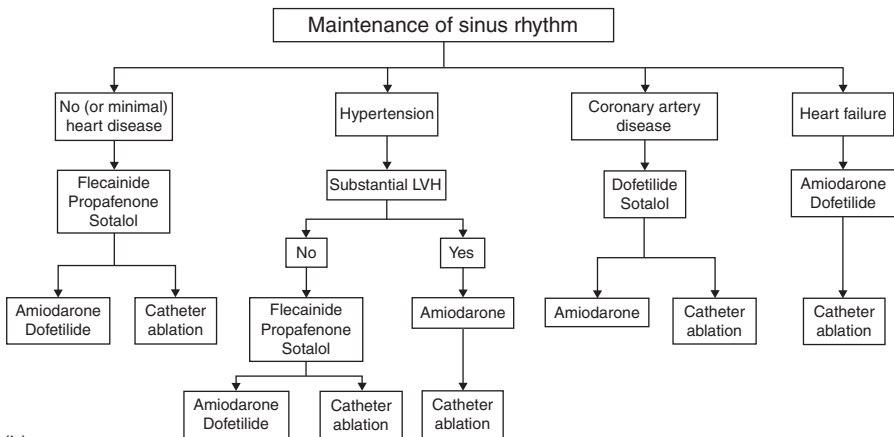 Maintenance of sinus rhythm
No (or minimal)
heart disease
Hypertension
Coronary artery
disease
Heart failure
Flecainide
Propafenone
Sotalol
Substantial LVH
Dofetilide
Sotalol
Amiodarone
Dofetilide
No
Yes
Amiodarone
Dofetilide
Catheter
ablation
Flecainide
Propafenone
Sotalol
Amiodarone
Amiodarone
Catheter
ablation
Catheter
ablation
Amiodarone
Dofetilide
Catheter
ablation
Catheter
ablation